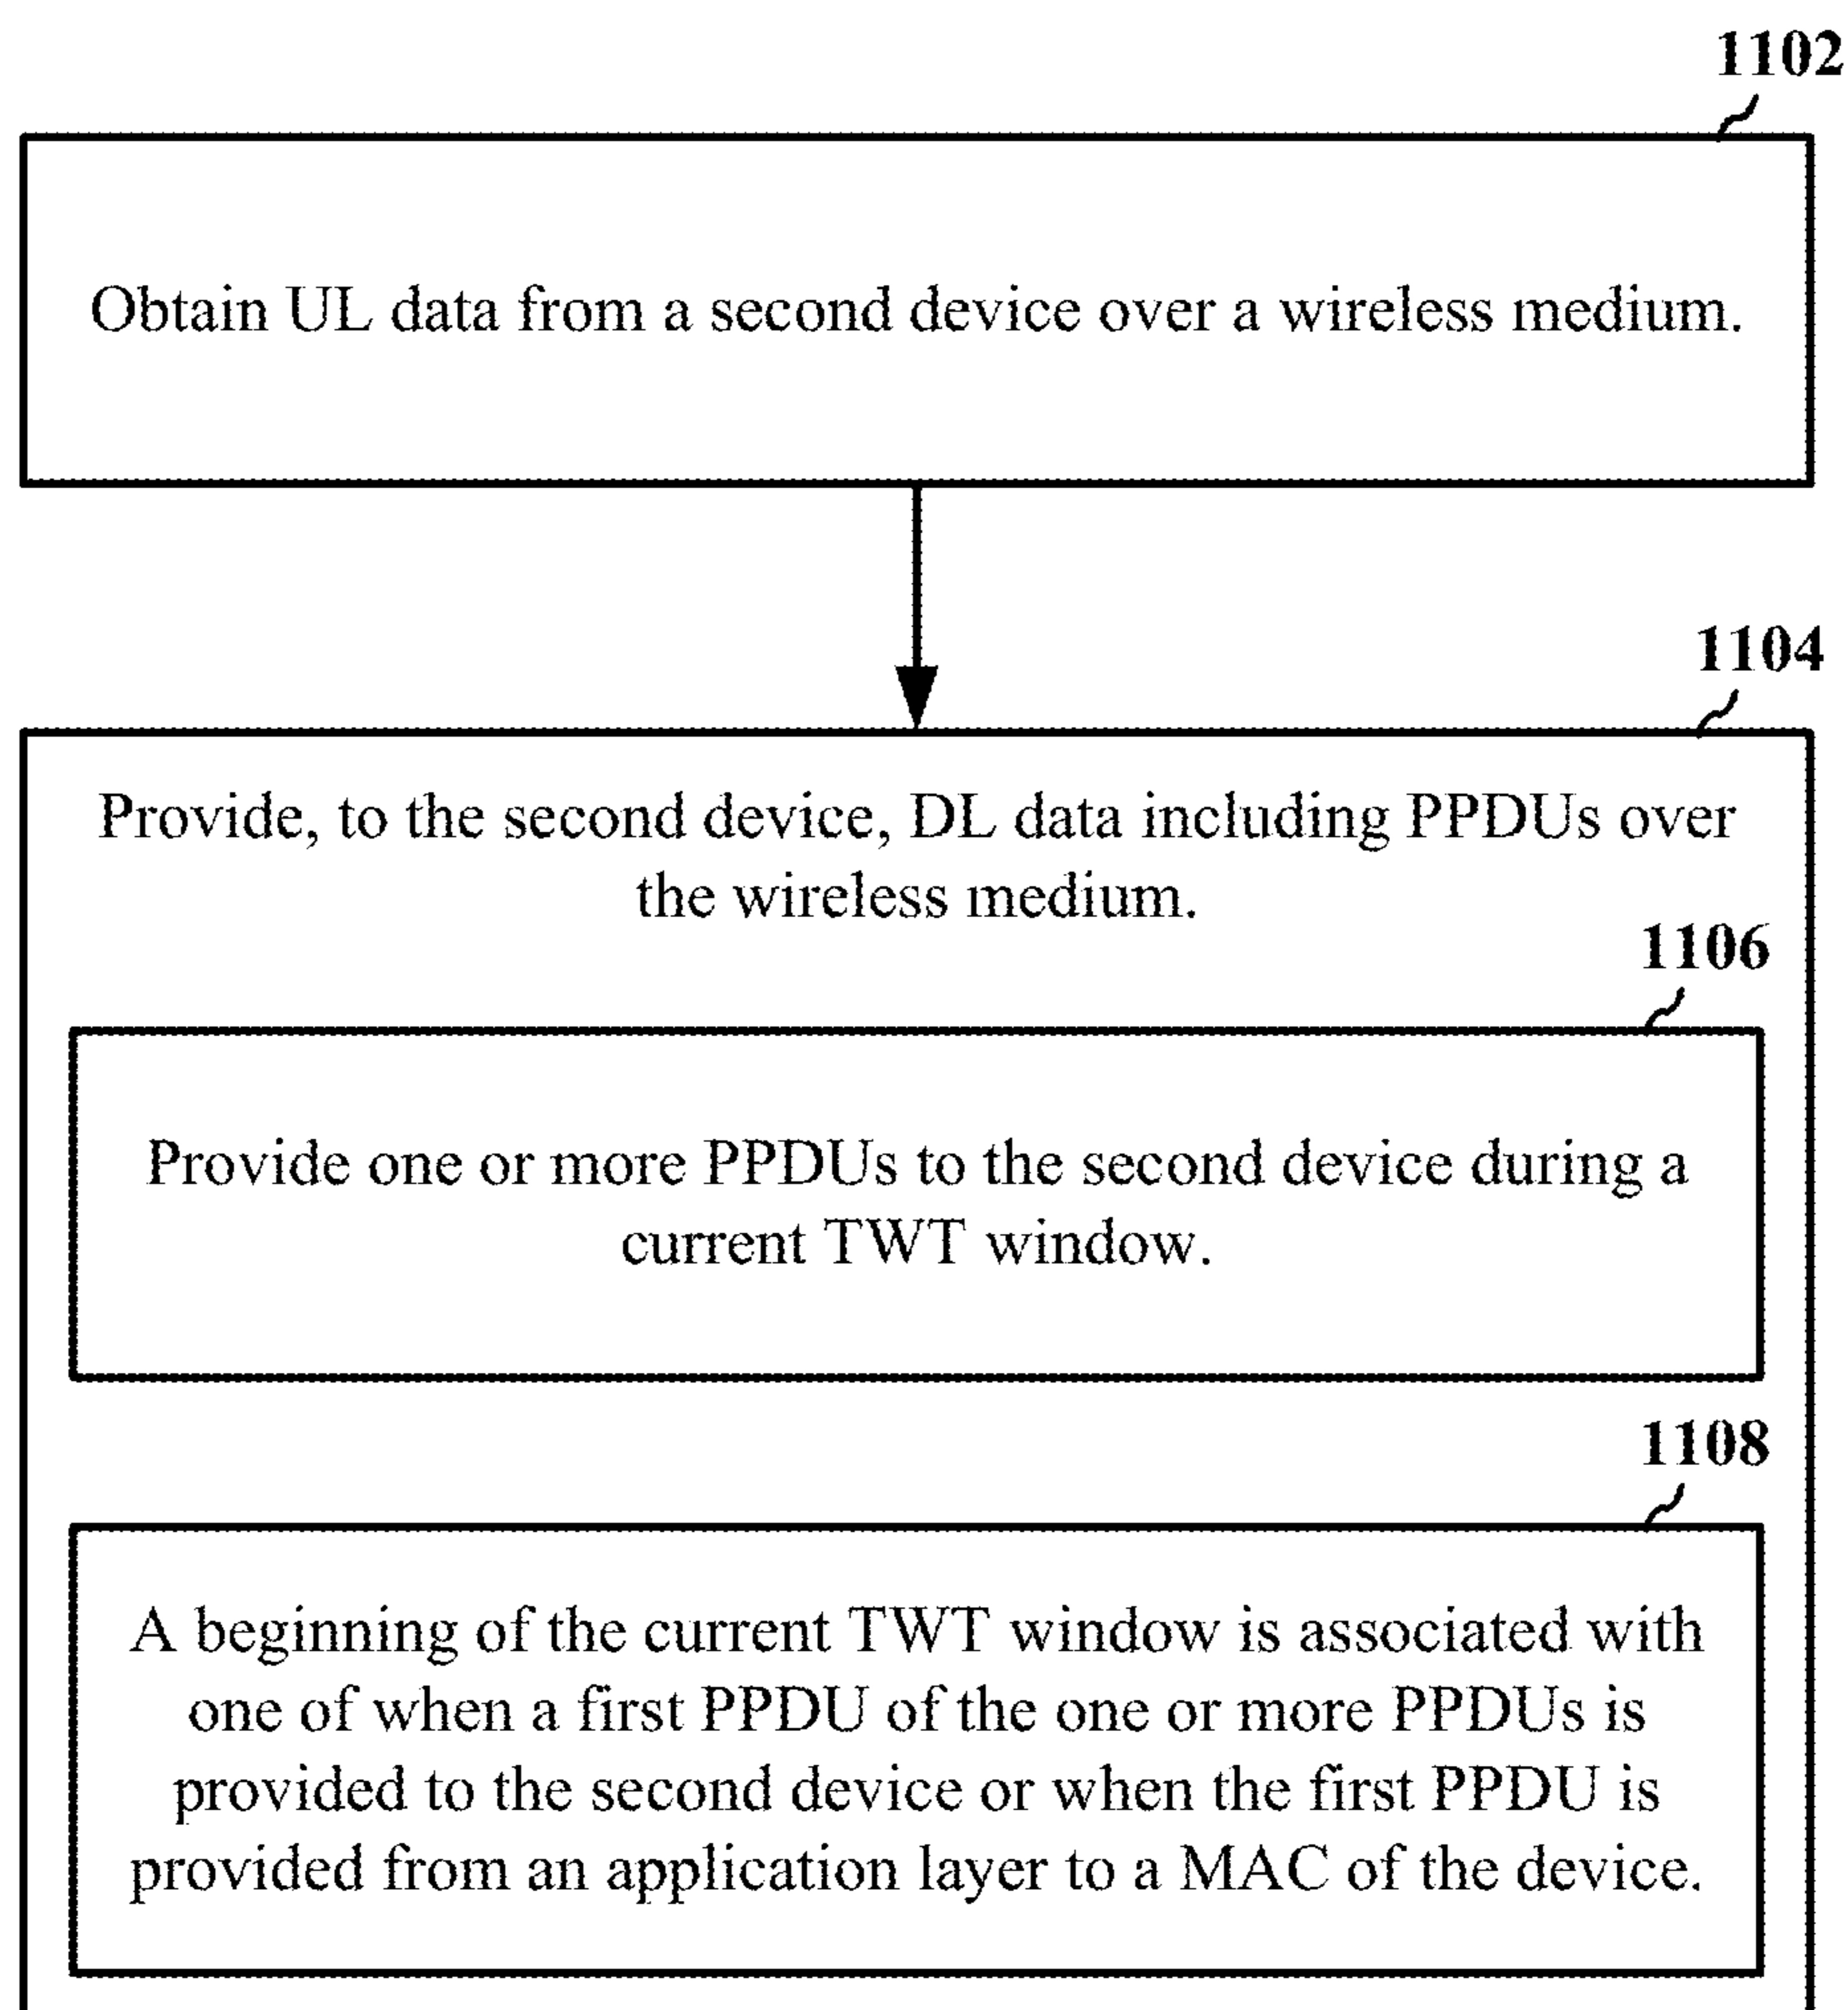 1102
Obtain UL data from a second device over a wireless medium.
1104
Provide, to the second device, DL data including PPDUs over
the wireless medium.
1106
Provide one or more PPDUs to the second device during a
current TWT window.
1108
A beginning of the current TWT window is associated with
one of when a first PPDU of the one or more PPDUs is
provided to the second device or when the first PPDU is
provided from an application layer to a MAC of the device.